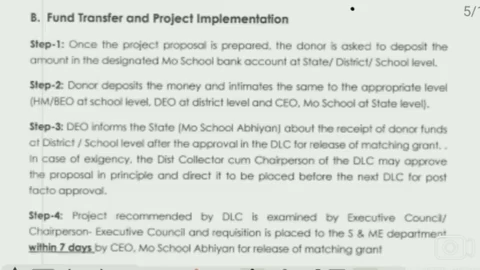 5/1
B. Fund Transfer and Project Implementation
Step-1: Once the project proposal is prepared, the donor is asked to deposit the
amount in the designated Mo School bank account at State/ District/ School level.
Step-2: Donor deposits the money and intimates the same to the appropriate level
(HM/BEO at school level, DEO at district level and CEO, Mo School at State level).
Step-3: DEO informs the State (Mo School Abhiyan) about the receipt of donor funds
at District / School level after the approval in the DLC for release of matching grant. .
In case of exigency, the Dist Collector cum Chairperson of the DLC may approve
the proposal in principle and direct it to be placed before the next DLC for post
facto approval.
Step-4: Project recommended by DLC is examined by Executive Council/
Chairperson- Executive Council and requisition is placed to the S & ME department
within 7 days by CEO, Mo School Abhiyan for release of matching grant